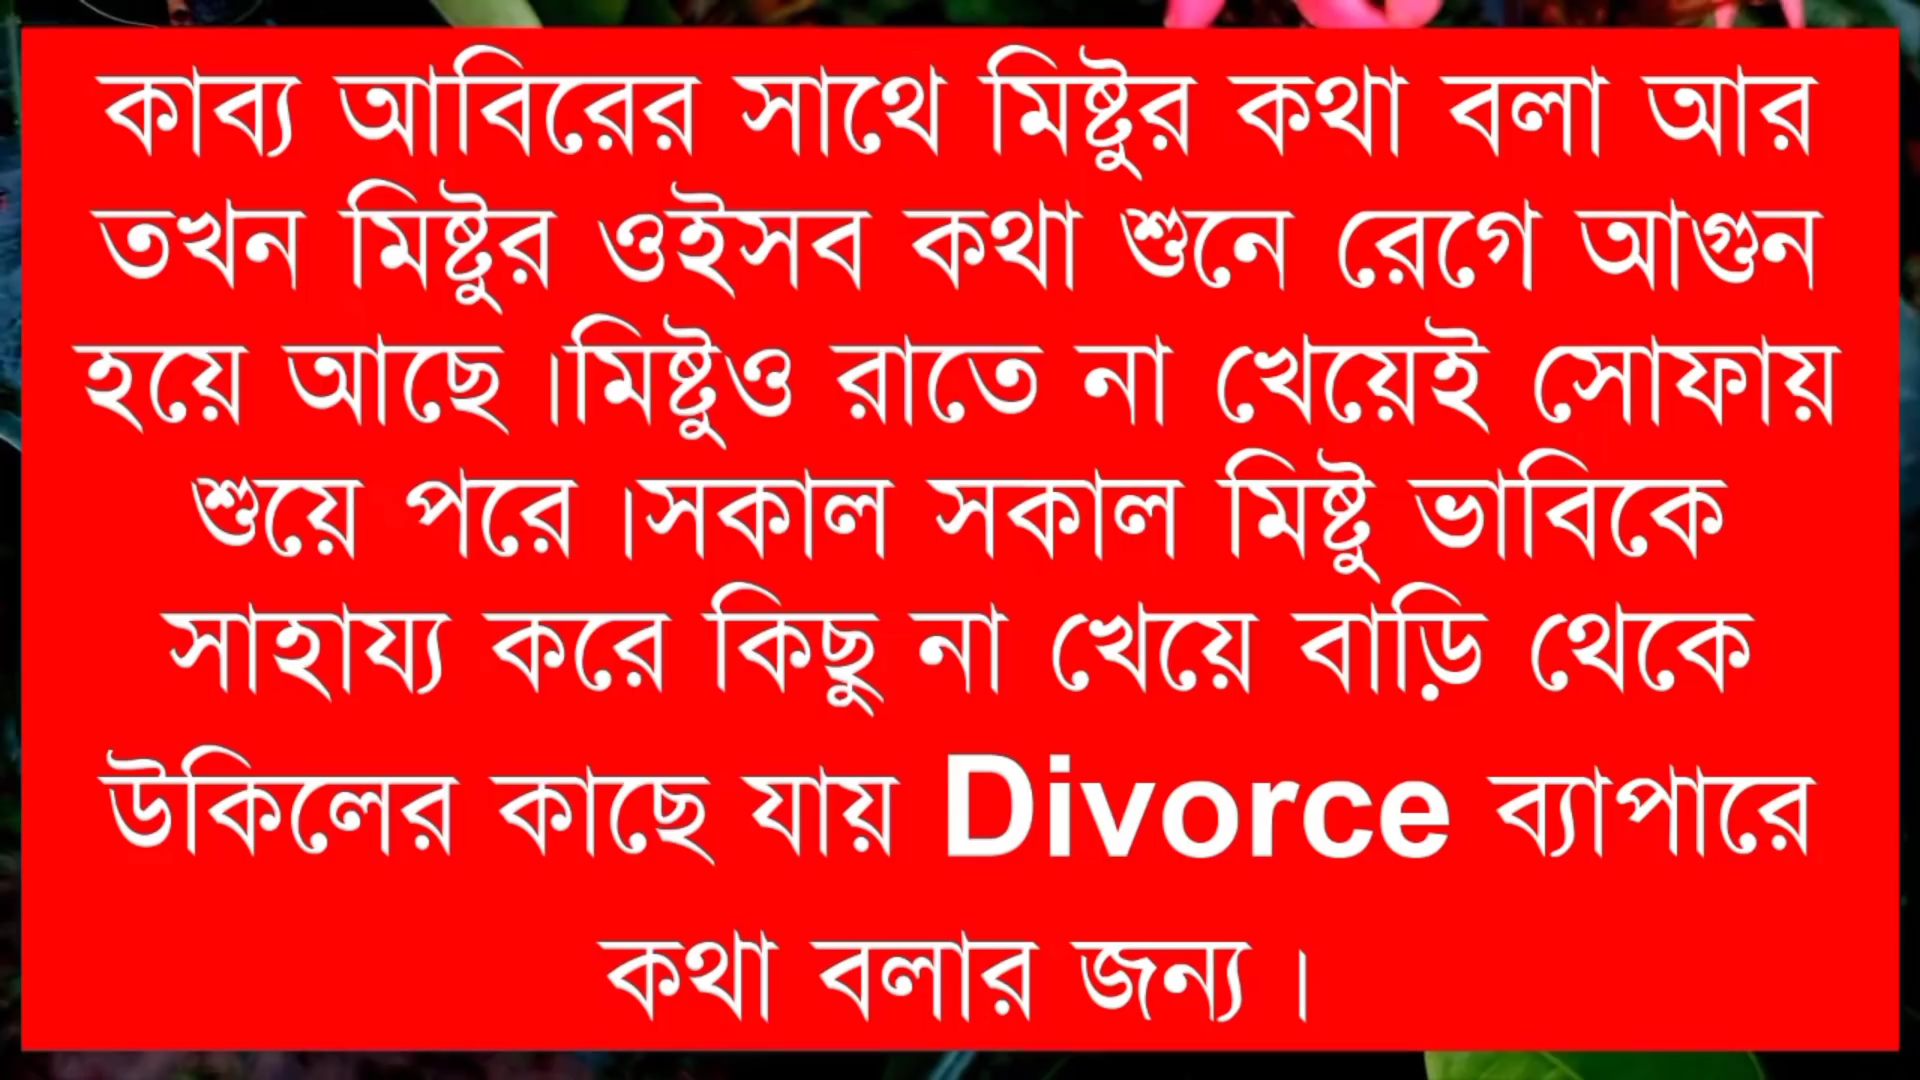 কাব্য আবিরের সাথে মিষ্টুর কথা বলা আর
তখন মিষ্টুর ওইসব কথা শুনে রেগে আগুন
হয়ে আছে ।মিষ্টুও রাতে না খেয়েই সোফায়
শুয়ে পরে ।সকাল সকাল মিষ্টু ভাবিকে
সাহায্য করে কিছু না খেয়ে বাড়ি থেকে
উকিলের কাছে যায় Divorce ব্যাপারে
কথা বলার জন্য ।